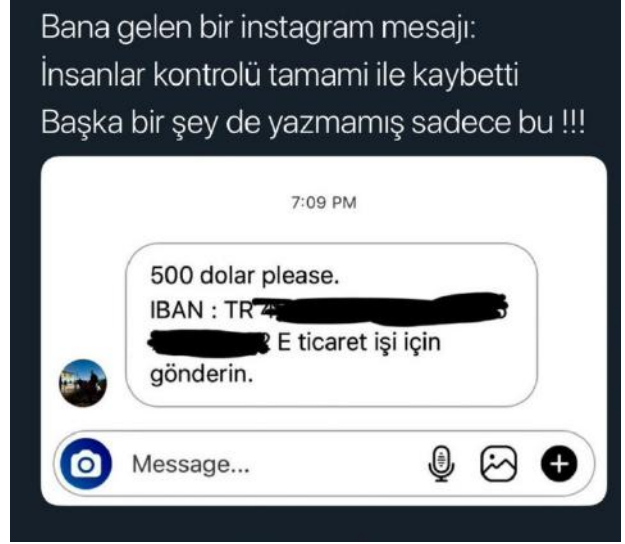 Bana gelen bir instagram mesajı:
İnsanlar kontrolü tamami ile kaybetti
Başka bir şey de yazmamış sadece bu !!!
7:09 PM
500 dolar please.
IBAN : TR
E ticaret işi için
gönderin.
Message...